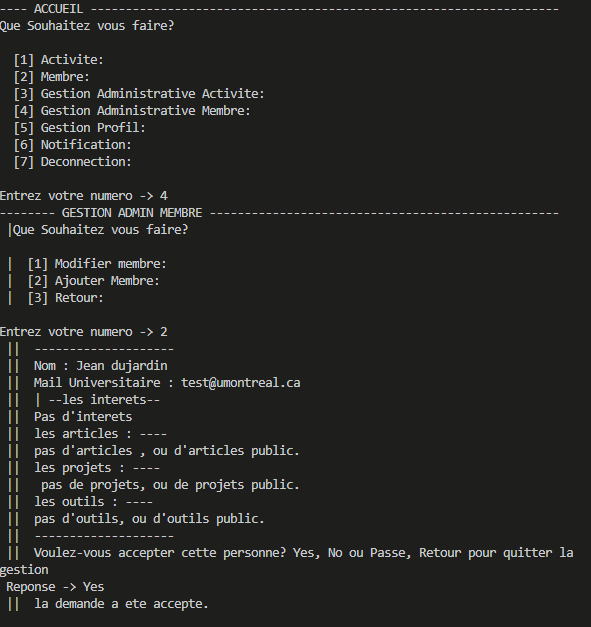 ---- ACCUEIL -------------------------------------------------------------------
Que Souhaitez vous faire?
[1] Activite:
[2] Membre:
[3] Gestion Administrative Activite:
[4] Gestion Administrative Membre:
[5] Gestion Profil:
[6] Notification:
[7] Deconnection:
Entrez votre numero -> 4
-------- GESTION ADMIN MEMBRE --------------------------------------------------
|Que Souhaitez vous faire?
|  [1] Modifier membre:
|  [2] Ajouter Membre:
|  [3] Retour:
Entrez votre numero -> 2
||  --------------------
||  Nom : Jean dujardin
||  Mail Universitaire : test@umontreal.ca
||  | --les interets--
||  Pas d'interets
||  les articles : ----
||  pas d'articles , ou d'articles public.
||  les projets : ----
||   pas de projets, ou de projets public.
||  les outils : ----
||  pas d'outils, ou d'outils public.
||  --------------------
||  Voulez-vous accepter cette personne? Yes, No ou Passe, Retour pour quitter la
gestion
Reponse -> Yes
||  la demande a ete accepte.